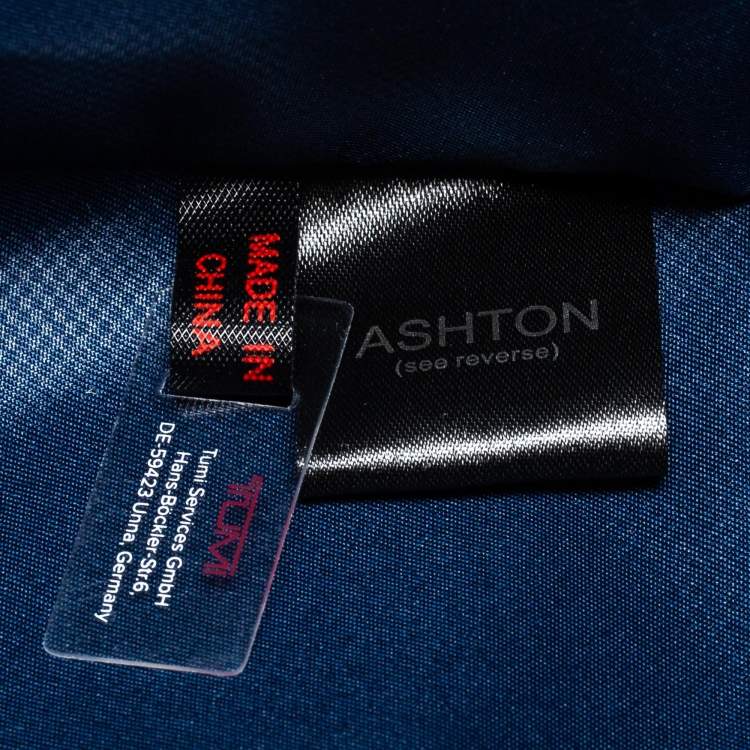 MADE IN
CHINA
ASHTON
(see reverse)
TUMI
Tumi Services GmbH
Hans-Böckler-Str.6,
DE-59423 Unna, Germany